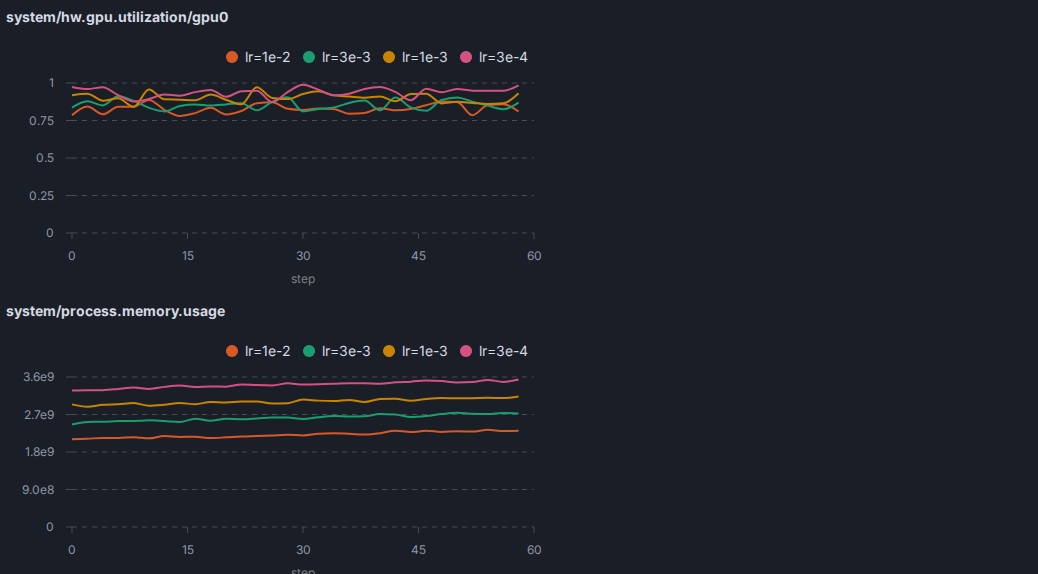 system/hw.gpu.utilization/gpu0
lr=1e-2 lr=3e-3 lr=1e-3 lr=3e-4
1
0.75
0.5
0.25
0
0 15 30 45 60
step
system/process.memory.usage
lr=1e-2 lr=3e-3 lr=1e-3 lr=3e-4
3.6e9
2.7e9
1.8e9
9.0e8
0
0 15 30 45 60
step